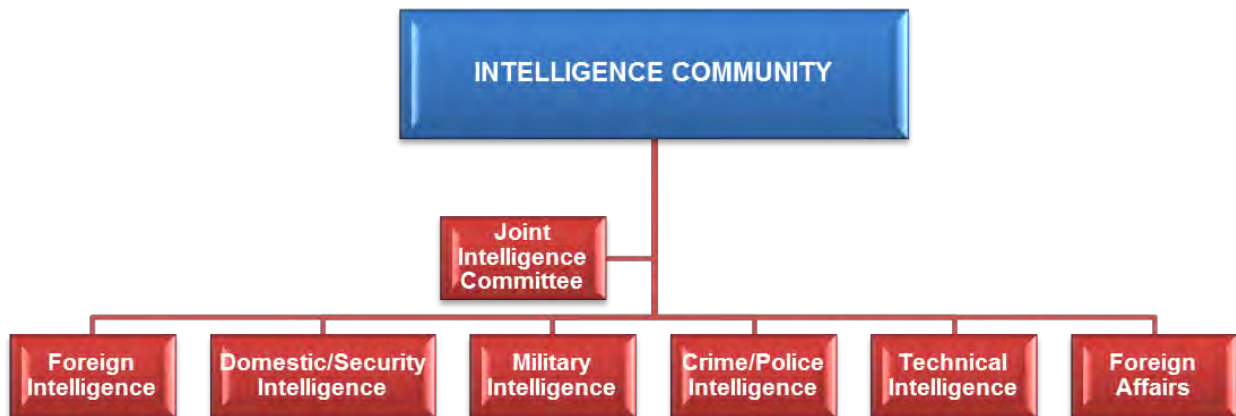 INTELLIGENCE COMMUNITY
Joint
Intelligence
Committee
Foreign
Intelligence
Domestic/Security
Intelligence
Military
Intelligence
Crime/Police
Intelligence
Technical
Intelligence
Foreign
Affairs